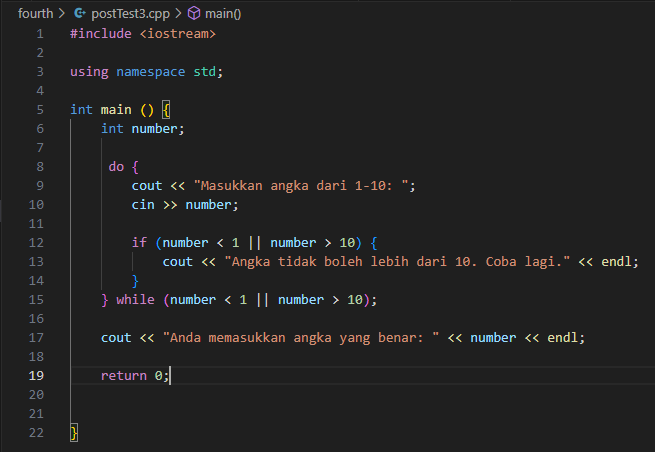 fourth > postTest3.cpp > main()
1 #include <iostream>
2
3 using namespace std;
4
5 int main () {
6     int number;
7
8      do {
9         cout << "Masukkan angka dari 1-10: ";
10         cin >> number;
11
12         if (number < 1 || number > 10) {
13             cout << "Angka tidak boleh lebih dari 10. Coba lagi." << endl;
14         }
15     } while (number < 1 || number > 10);
16
17     cout << "Anda memasukkan angka yang benar: " << number << endl;
18
19     return 0;
20
21
22 }